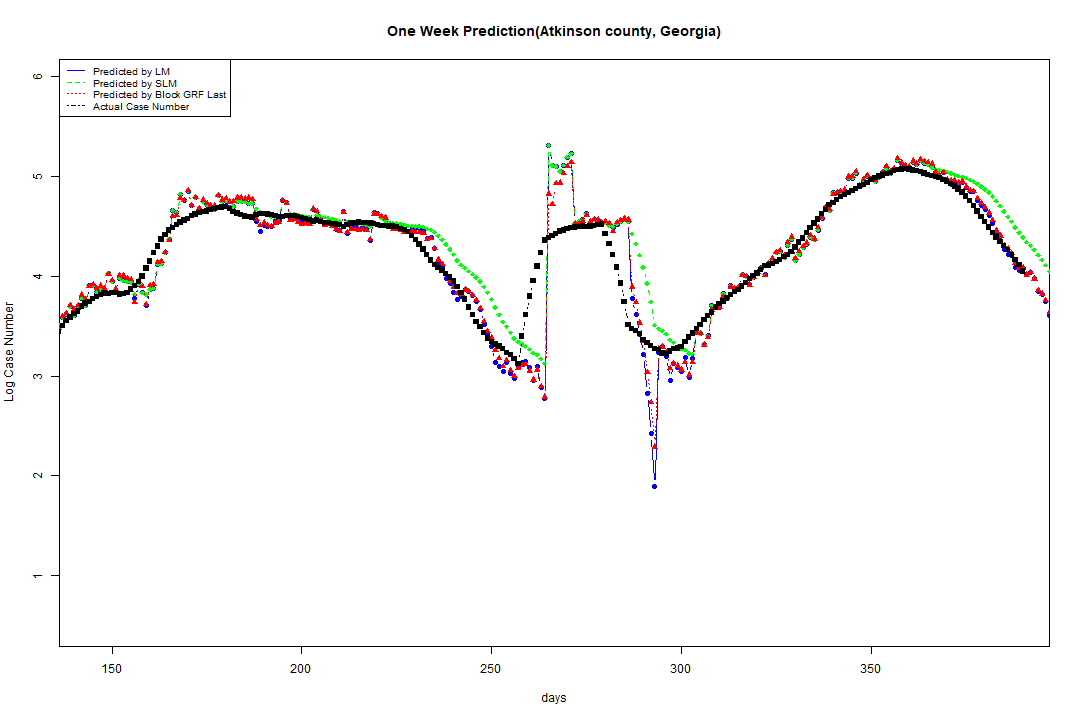 One Week Prediction(Atkinson county, Georgia)
Predicted by LM
Predicted by SLM
Predicted by Block GRF Last
Actual Case Number
Log Case Number
6
5
4
3
2
1
150 200 250 300 350
days